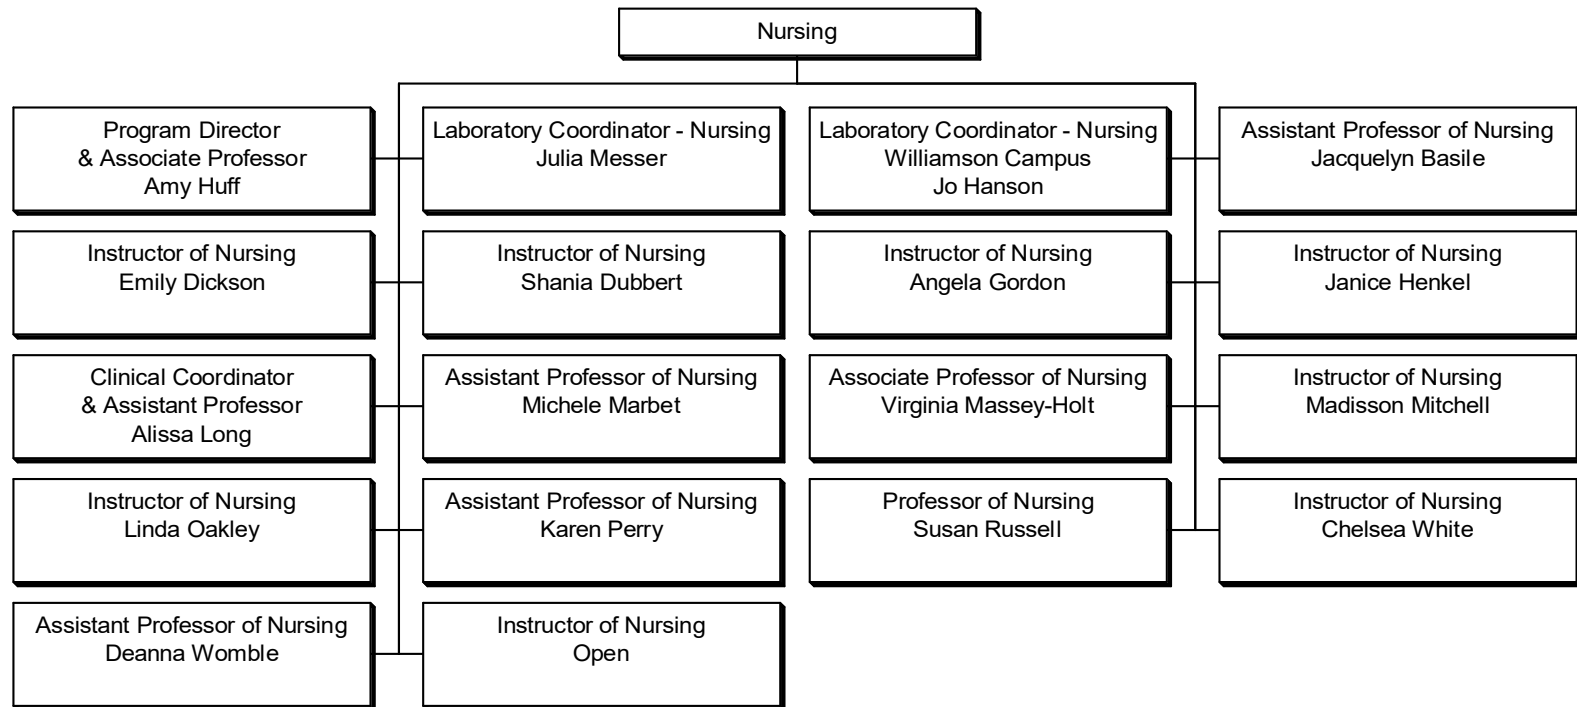 Nursing
Program Director
& Associate Professor
Amy Huff
Laboratory Coordinator - Nursing
Julia Messer
Laboratory Coordinator - Nursing
Williamson Campus
Jo Hanson
Assistant Professor of Nursing
Jacquelyn Basile
Instructor of Nursing
Emily Dickson
Instructor of Nursing
Shania Dubbert
Instructor of Nursing
Angela Gordon
Instructor of Nursing
Janice Henkel
Clinical Coordinator
& Assistant Professor
Alissa Long
Assistant Professor of Nursing
Michele Marbet
Associate Professor of Nursing
Virginia Massey-Holt
Instructor of Nursing
Madisson Mitchell
Instructor of Nursing
Linda Oakley
Assistant Professor of Nursing
Karen Perry
Professor of Nursing
Susan Russell
Instructor of Nursing
Chelsea White
Assistant Professor of Nursing
Deanna Womble
Instructor of Nursing
Open